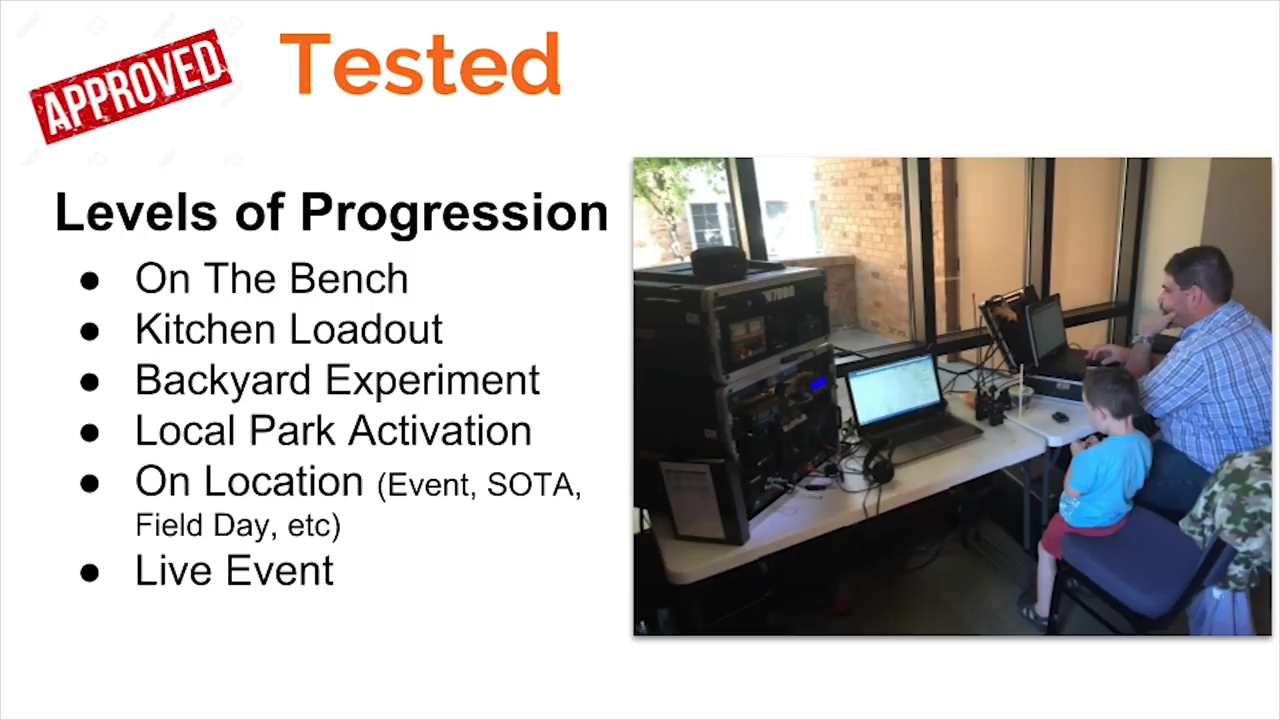 APPROVED
Tested
Levels of Progression
● On The Bench
● Kitchen Loadout
● Backyard Experiment
● Local Park Activation
● On Location (Event, SOTA,
Field Day, etc)
● Live Event